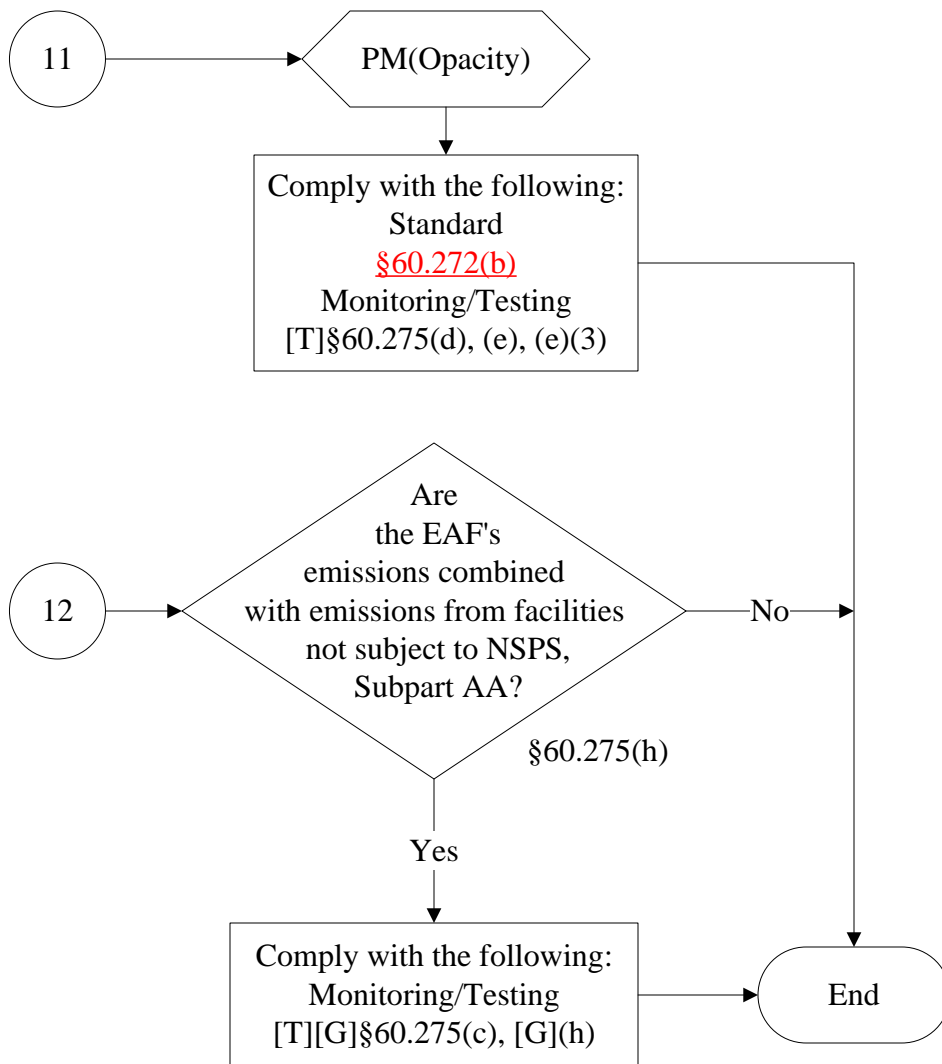 11
PM(Opacity)
Comply with the following:
Standard
§60.272(b)
Monitoring/Testing
[T]§60.275(d), (e), (e)(3)
12
Are
the EAF's
emissions combined
with emissions from facilities
not subject to NSPS,
Subpart AA?
No
§60.275(h)
Yes
Comply with the following:
Monitoring/Testing
[T][G]§60.275(c), [G](h)
End